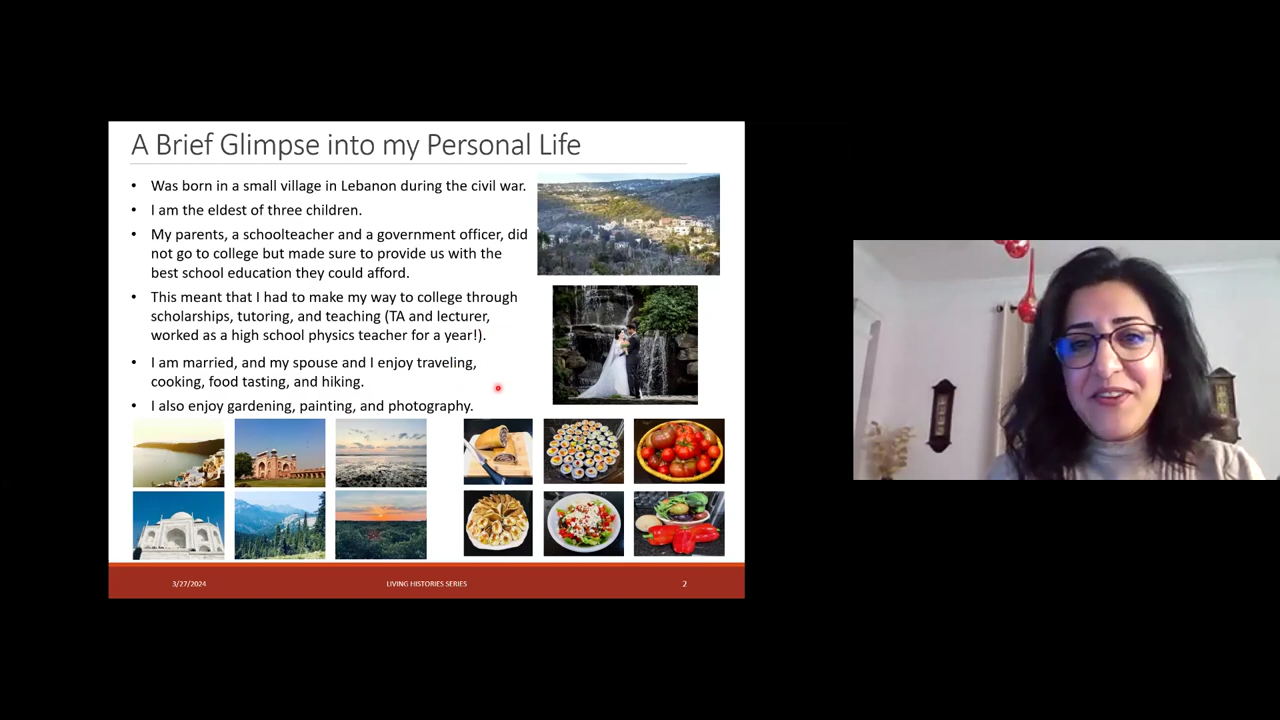 A Brief Glimpse into my Personal Life
• Was born in a small village in Lebanon during the civil war.
• I am the eldest of three children.
• My parents, a schoolteacher and a government officer, did
not go to college but made sure to provide us with the
best school education they could afford.
• This meant that I had to make my way to college through
scholarships, tutoring, and teaching (TA and lecturer,
worked as a high school physics teacher for a year!).
• I am married, and my spouse and I enjoy traveling,
cooking, food tasting, and hiking.
• I also enjoy gardening, painting, and photography.
3/27/2024
LIVING HISTORIES SERIES
2